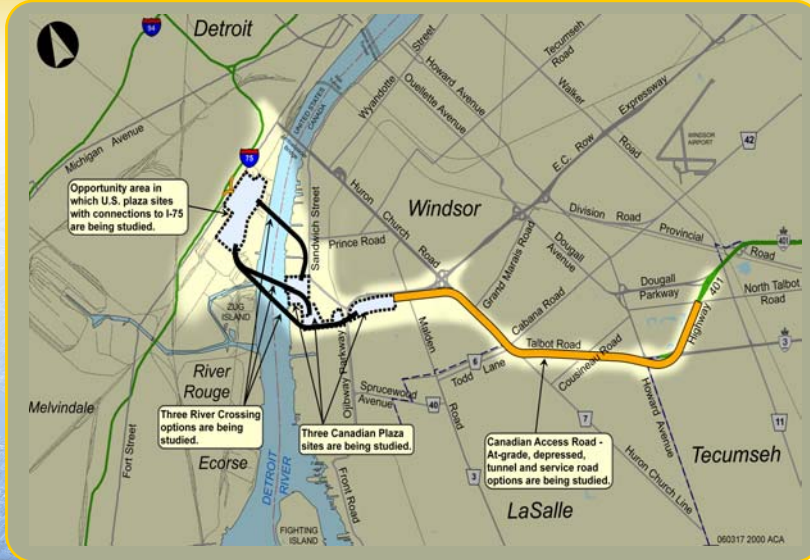 94
Detroit
Street
Tecumseh
Road
Howard Avenue
Ouellette Avenue
Wyandotte
Walker
Road
Expressway
UNITED STATES
CANADA
Michigan Avenue
75
WINDSOR
AIRPORT
42
E.C. Row
Opportunity area in
which U.S. plaza sites
with connections to I-75
are being studied.
Huron
Church
Road
Windsor
Sandwich Street
Division Road
Provincial
Road
401
Prince Road
Grand Marais Road
Dougall
Avenue
Dougall
Parkway
North Talbot
Road
Highway 401
ZUG
ISLAND
Cabana Road
Talbot Road
3
Malden
Road
Ojibway Parkway
6
Todd Lane
Cousineau Road
River
Rouge
Melvindale
Sprucewood
Avenue
40
Howard Avenue
Three River Crossing
options are being
studied.
Three Canadian Plaza
sites are being studied.
7
11
Fort Street
Canadian Access Road -
At-grade, depressed,
tunnel and service road
options are being studied.
Huron Church Line
Tecumseh
Ecorse
DETROIT
RIVER
Front Road
3
LaSalle
FIGHTING
ISLAND
060317 2000 ACA